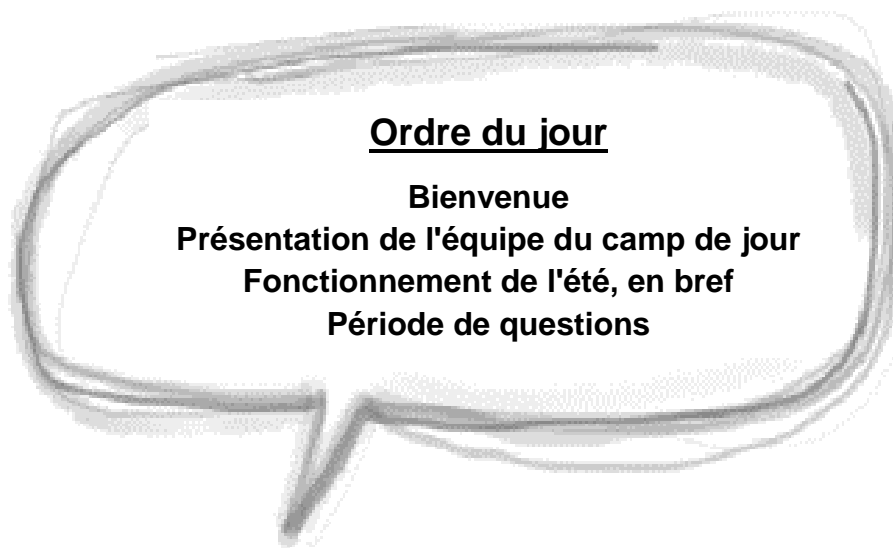 Ordre du jour
Bienvenue
Présentation de l'équipe du camp de jour
Fonctionnement de l'été, en bref
Période de questions